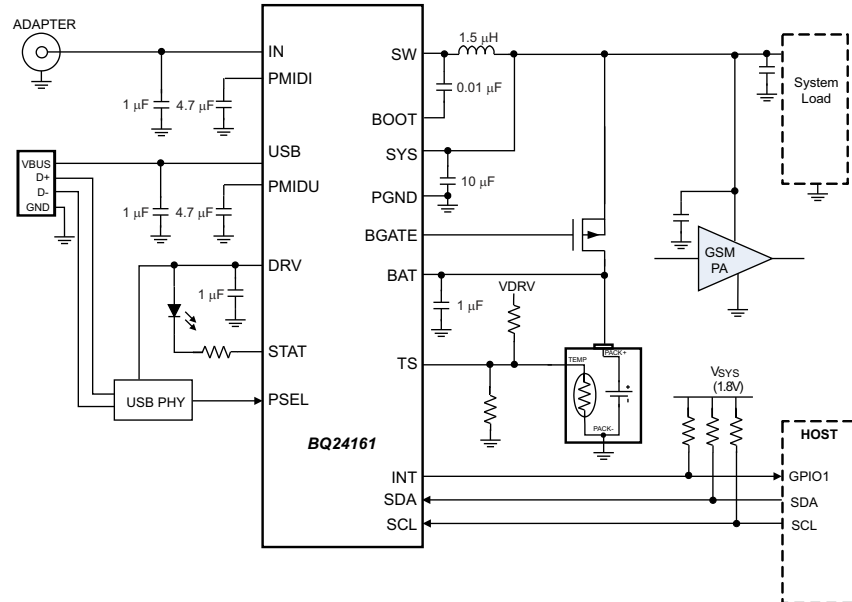 ADAPTER
IN
PMIDI
1 μF
4.7 μF
VBUS
D+
D-
GND
USB
PMIDU
1 μF
4.7 μF
DRV
1 μF
STAT
USB PHY
PSEL
BQ24161
SW
1.5 μH
0.01 μF
BOOT
SYS
10 μF
PGND
BGATE
BAT
1 μF
VDRV
TS
TEMP
PACK+
PACK-
+
-
INT
SDA
SCL
System
Load
GSM
PA
VSYS
(1.8V)
HOST
GPIO1
SDA
SCL